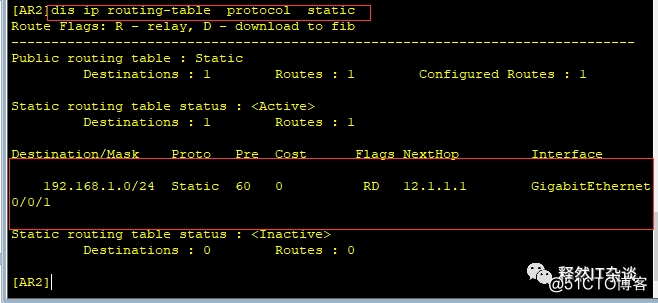 [AR2]dis ip routing-table  protocol  static
Route Flags: R - relay, D - download to fib
------------------------------------------------------------------------------
Public routing table : Static
         Destinations : 1        Routes : 1        Configured Routes : 1
Static routing table status : <Active>
         Destinations : 1        Routes : 1
Destination/Mask    Proto   Pre  Cost      Flags NextHop         Interface
    192.168.1.0/24  Static  60   0          RD   12.1.1.1        GigabitEthernet
0/0/1
Static routing table status : <Inactive>
         Destinations : 0        Routes : 0
[AR2]
释然IT杂谈
@51CTO博客